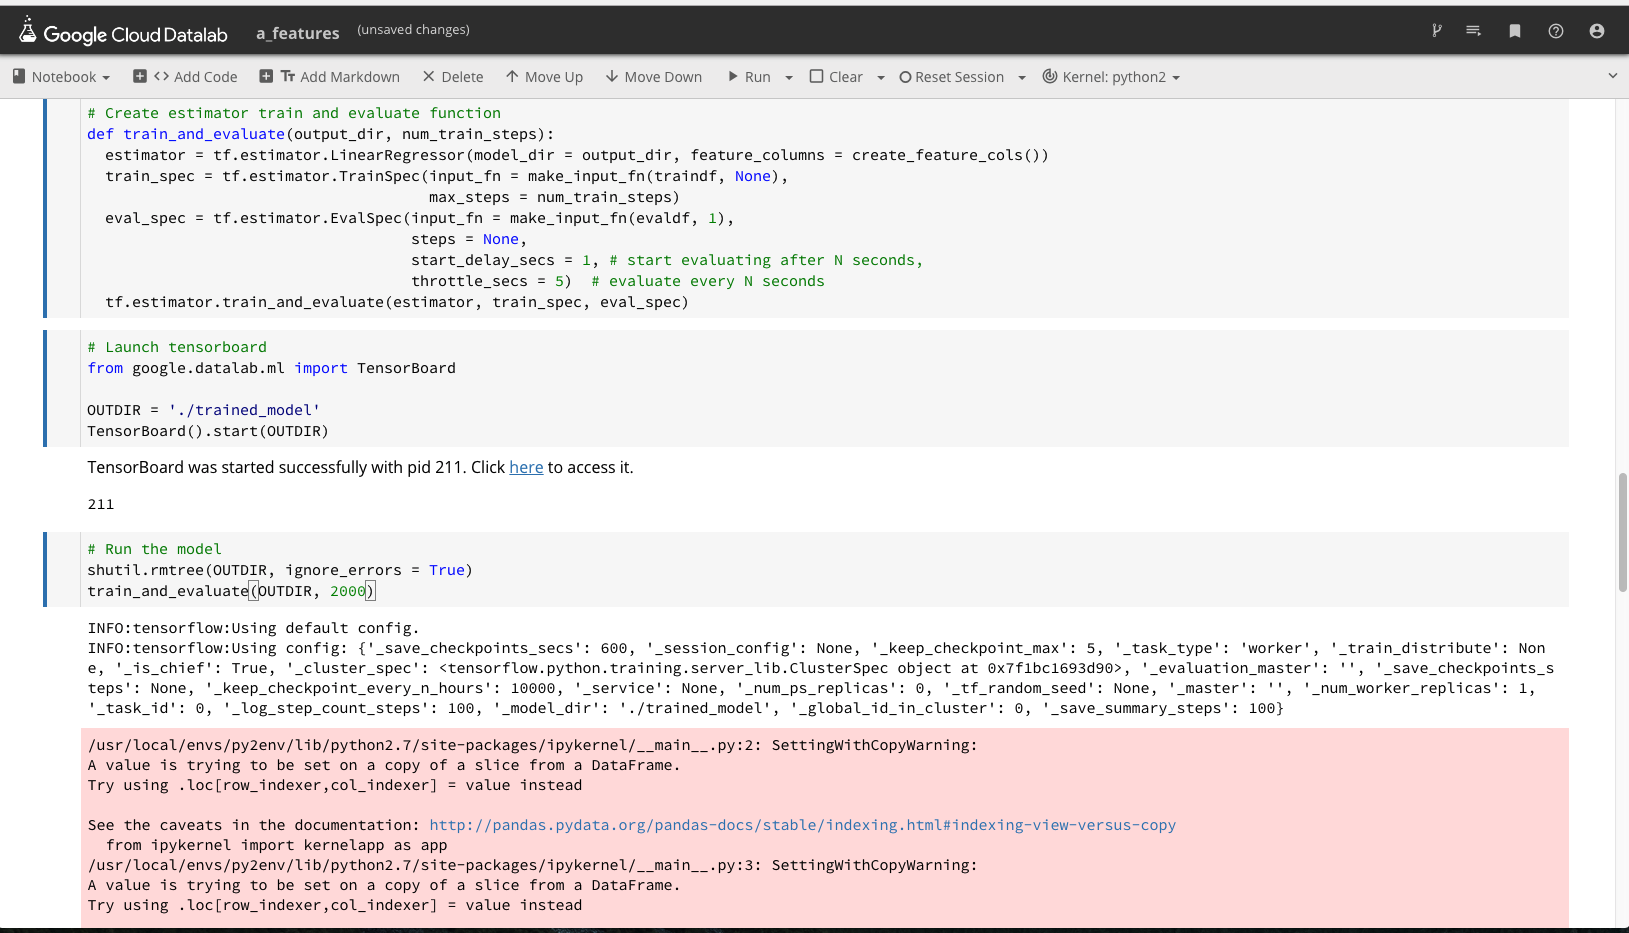 Google Cloud Datalab a_features (unsaved changes)
Notebook Add Code Add Markdown Delete Move Up Move Down Run Clear Reset Session Kernel: python2
# Create estimator train and evaluate function
def train_and_evaluate(output_dir, num_train_steps):
  estimator = tf.estimator.LinearRegressor(model_dir = output_dir, feature_columns = create_feature_cols())
  train_spec = tf.estimator.TrainSpec(input_fn = make_input_fn(traindf, None),
                                      max_steps = num_train_steps)
  eval_spec = tf.estimator.EvalSpec(input_fn = make_input_fn(evaldf, 1),
                                    steps = None,
                                    start_delay_secs = 1, # start evaluating after N seconds,
                                    throttle_secs = 5)  # evaluate every N seconds
  tf.estimator.train_and_evaluate(estimator, train_spec, eval_spec)
# Launch tensorboard
from google.datalab.ml import TensorBoard
OUTDIR = './trained_model'
TensorBoard().start(OUTDIR)
TensorBoard was started successfully with pid 211. Click here to access it.
211
# Run the model
shutil.rmtree(OUTDIR, ignore_errors = True)
train_and_evaluate(OUTDIR, 2000)
INFO:tensorflow:Using default config.
INFO:tensorflow:Using config: {'_save_checkpoints_secs': 600, '_session_config': None, '_keep_checkpoint_max': 5, '_task_type': 'worker', '_train_distribute': Non
e, '_is_chief': True, '_cluster_spec': <tensorflow.python.training.server_lib.ClusterSpec object at 0x7f1bc1693d90>, '_evaluation_master': '', '_save_checkpoints_s
teps': None, '_keep_checkpoint_every_n_hours': 10000, '_service': None, '_num_ps_replicas': 0, '_tf_random_seed': None, '_master': '', '_num_worker_replicas': 1,
'_task_id': 0, '_log_step_count_steps': 100, '_model_dir': './trained_model', '_global_id_in_cluster': 0, '_save_summary_steps': 100}
/usr/local/envs/py2env/lib/python2.7/site-packages/ipykernel/__main__.py:2: SettingWithCopyWarning:
A value is trying to be set on a copy of a slice from a DataFrame.
Try using .loc[row_indexer,col_indexer] = value instead
See the caveats in the documentation: http://pandas.pydata.org/pandas-docs/stable/indexing.html#indexing-view-versus-copy
  from ipykernel import kernelapp as app
/usr/local/envs/py2env/lib/python2.7/site-packages/ipykernel/__main__.py:3: SettingWithCopyWarning:
A value is trying to be set on a copy of a slice from a DataFrame.
Try using .loc[row_indexer,col_indexer] = value instead